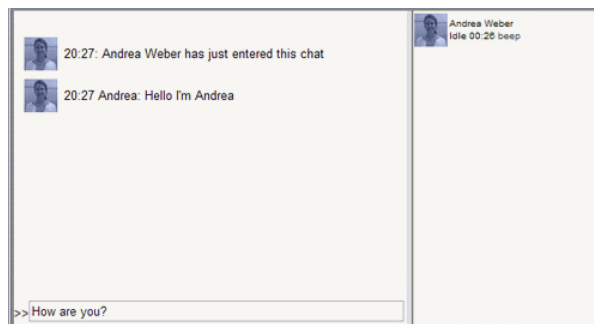 20:27: Andrea Weber has just entered this chat
20:27 Andrea: Hello I'm Andrea
>> How are you?
Andrea Weber
Idle 00:26 beep